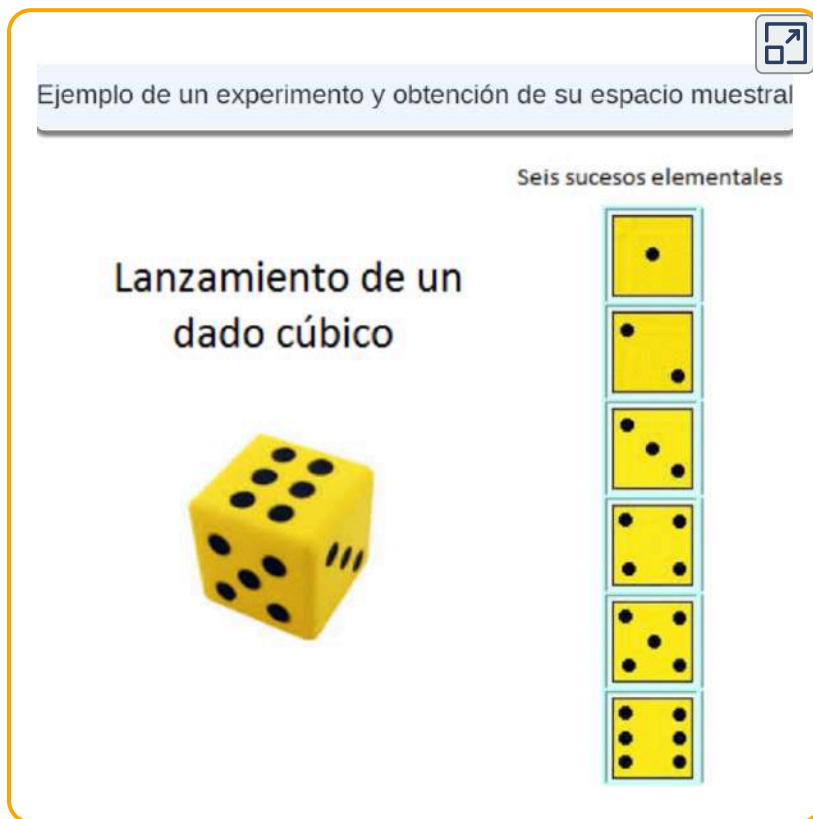 Ejemplo de un experimento y obtención de su espacio muestral
Seis sucesos elementales
Lanzamiento de un
dado cúbico